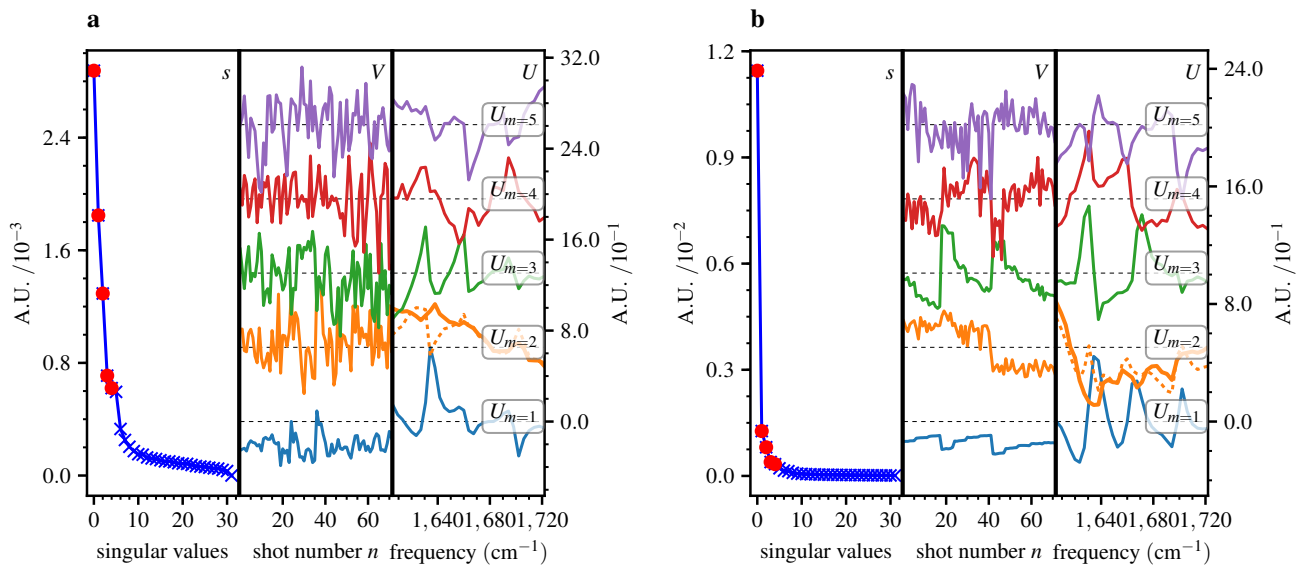 a
b
A.U. /10⁻³
2.4
1.6
0.8
0.0
s
V
U
U_{m=5}
U_{m=4}
U_{m=3}
U_{m=2}
U_{m=1}
32.0
24.0
16.0
8.0
0.0
A.U. /10⁻¹
0 10 20 30
20 40 60
1,640 1,680 1,720
singular values
shot number n
frequency (cm⁻¹)
A.U. /10⁻²
1.2
0.9
0.6
0.3
0.0
s
V
U
U_{m=5}
U_{m=4}
U_{m=3}
U_{m=2}
U_{m=1}
24.0
16.0
8.0
0.0
A.U. /10⁻¹
0 10 20 30
20 40 60
1,640 1,680 1,720
singular values
shot number n
frequency (cm⁻¹)